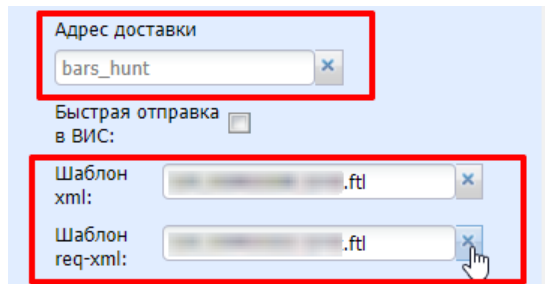 Адрес доставки
bars_hunt
Быстрая отправка
в ВИС:
Шаблон
xml:
.ftl
Шаблон
req-xml:
.ftl